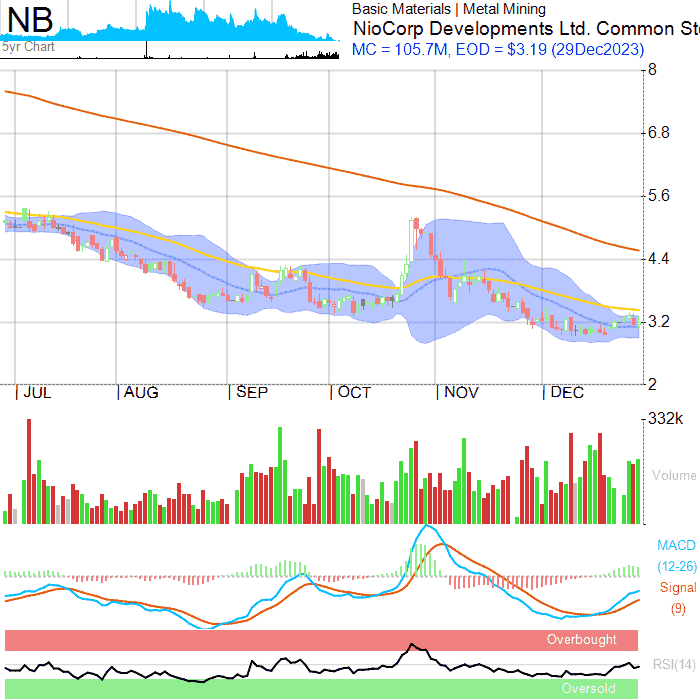 NB
5yr Chart
Basic Materials | Metal Mining
NioCorp Developments Ltd. Common Sto
MC = 105.7M, EOD = $3.19 (29Dec2023)
8
6.8
5.6
4.4
3.2
2
JUL AUG SEP OCT NOV DEC
332k
Volume
MACD
(12-26)
Signal
(9)
Overbought
RSI(14)
Oversold